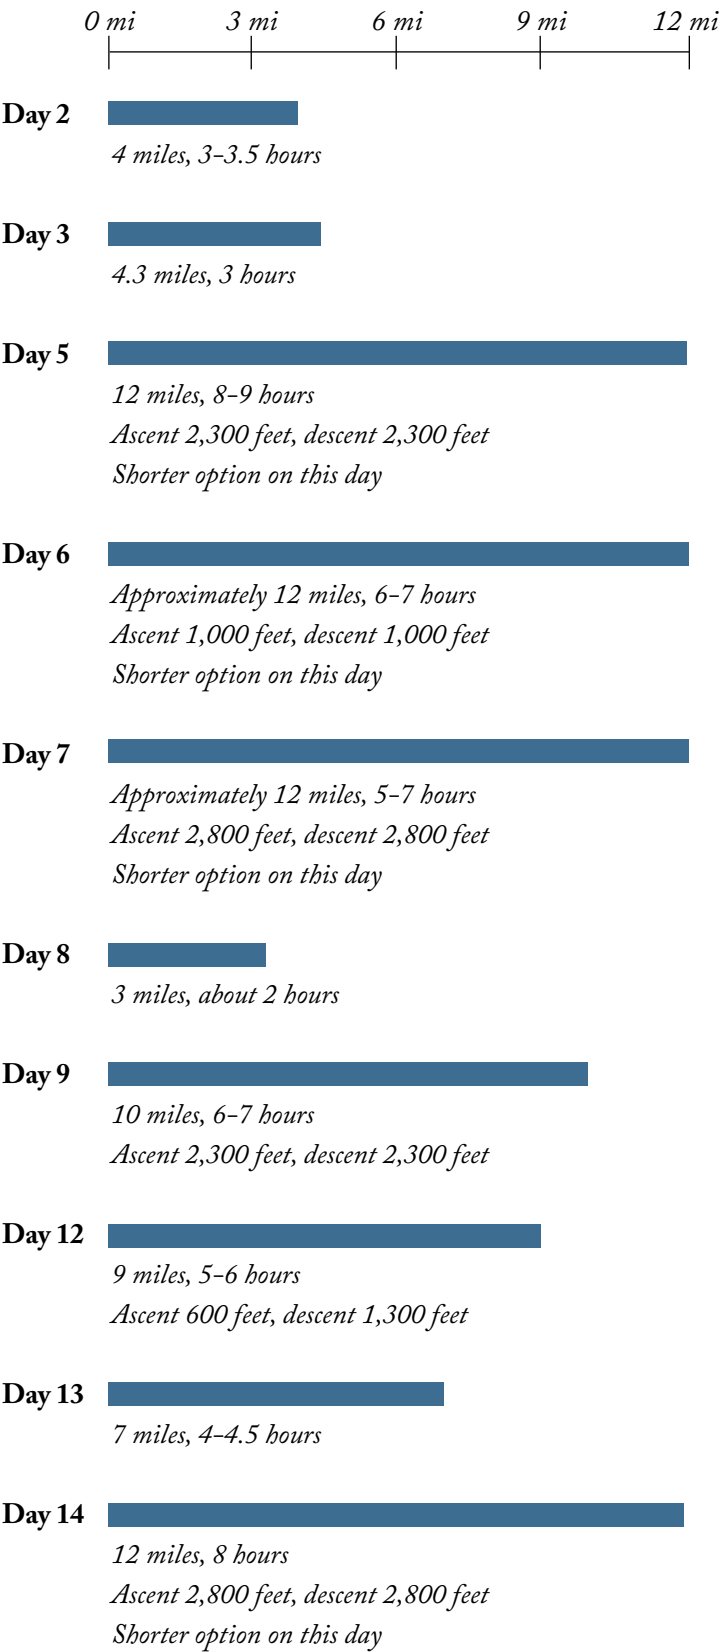 0 mi 3 mi 6 mi 9 mi 12 mi
Day 2
4 miles, 3–3.5 hours
Day 3
4.3 miles, 3 hours
Day 5
12 miles, 8–9 hours
Ascent 2,300 feet, descent 2,300 feet
Shorter option on this day
Day 6
Approximately 12 miles, 6–7 hours
Ascent 1,000 feet, descent 1,000 feet
Shorter option on this day
Day 7
Approximately 12 miles, 5–7 hours
Ascent 2,800 feet, descent 2,800 feet
Shorter option on this day
Day 8
3 miles, about 2 hours
Day 9
10 miles, 6–7 hours
Ascent 2,300 feet, descent 2,300 feet
Day 12
9 miles, 5–6 hours
Ascent 600 feet, descent 1,300 feet
Day 13
7 miles, 4–4.5 hours
Day 14
12 miles, 8 hours
Ascent 2,800 feet, descent 2,800 feet
Shorter option on this day